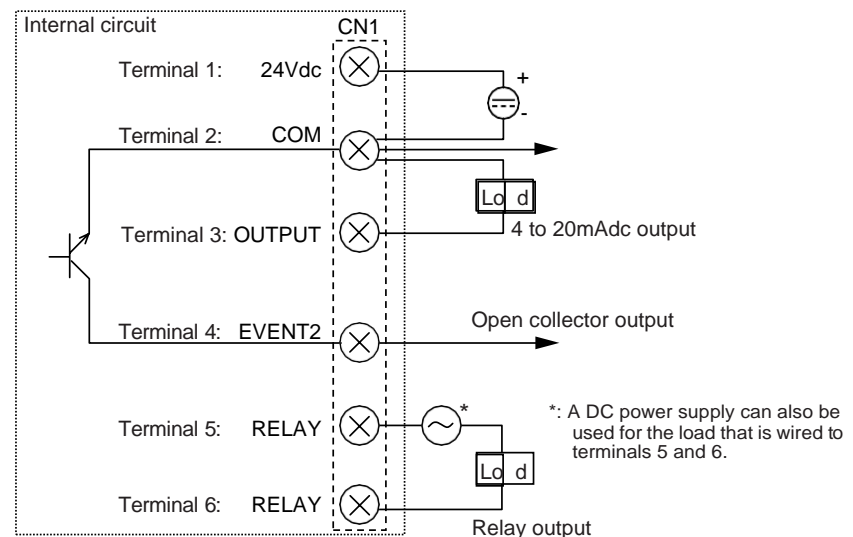 Internal circuit
CN1
Terminal 1: 24Vdc
+
-
Terminal 2: COM
Lo d
Terminal 3: OUTPUT
4 to 20mAdc output
Terminal 4: EVENT2
Open collector output
Terminal 5: RELAY
*
*: A DC power supply can also be
used for the load that is wired to
terminals 5 and 6.
Lo d
Terminal 6: RELAY
Relay output